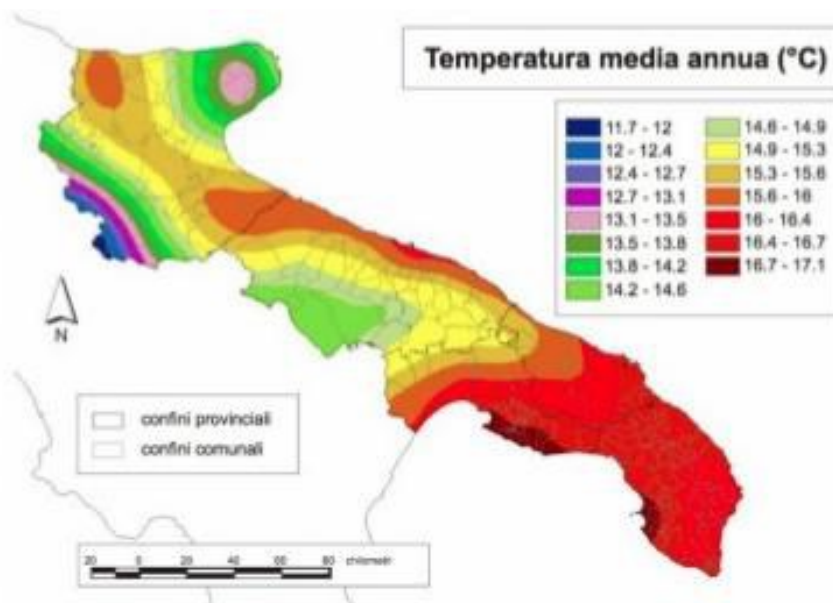 Temperatura media annua (°C)
11.7 - 12
12 - 12.4
12.4 - 12.7
12.7 - 13.1
13.1 - 13.5
13.5 - 13.8
13.8 - 14.2
14.2 - 14.6
14.6 - 14.9
14.9 - 15.3
15.3 - 15.6
15.6 - 16
16 - 16.4
16.4 - 16.7
16.7 - 17.1
N
confini provinciali
confini comunali
20 0 20 40 60 80 chilometri